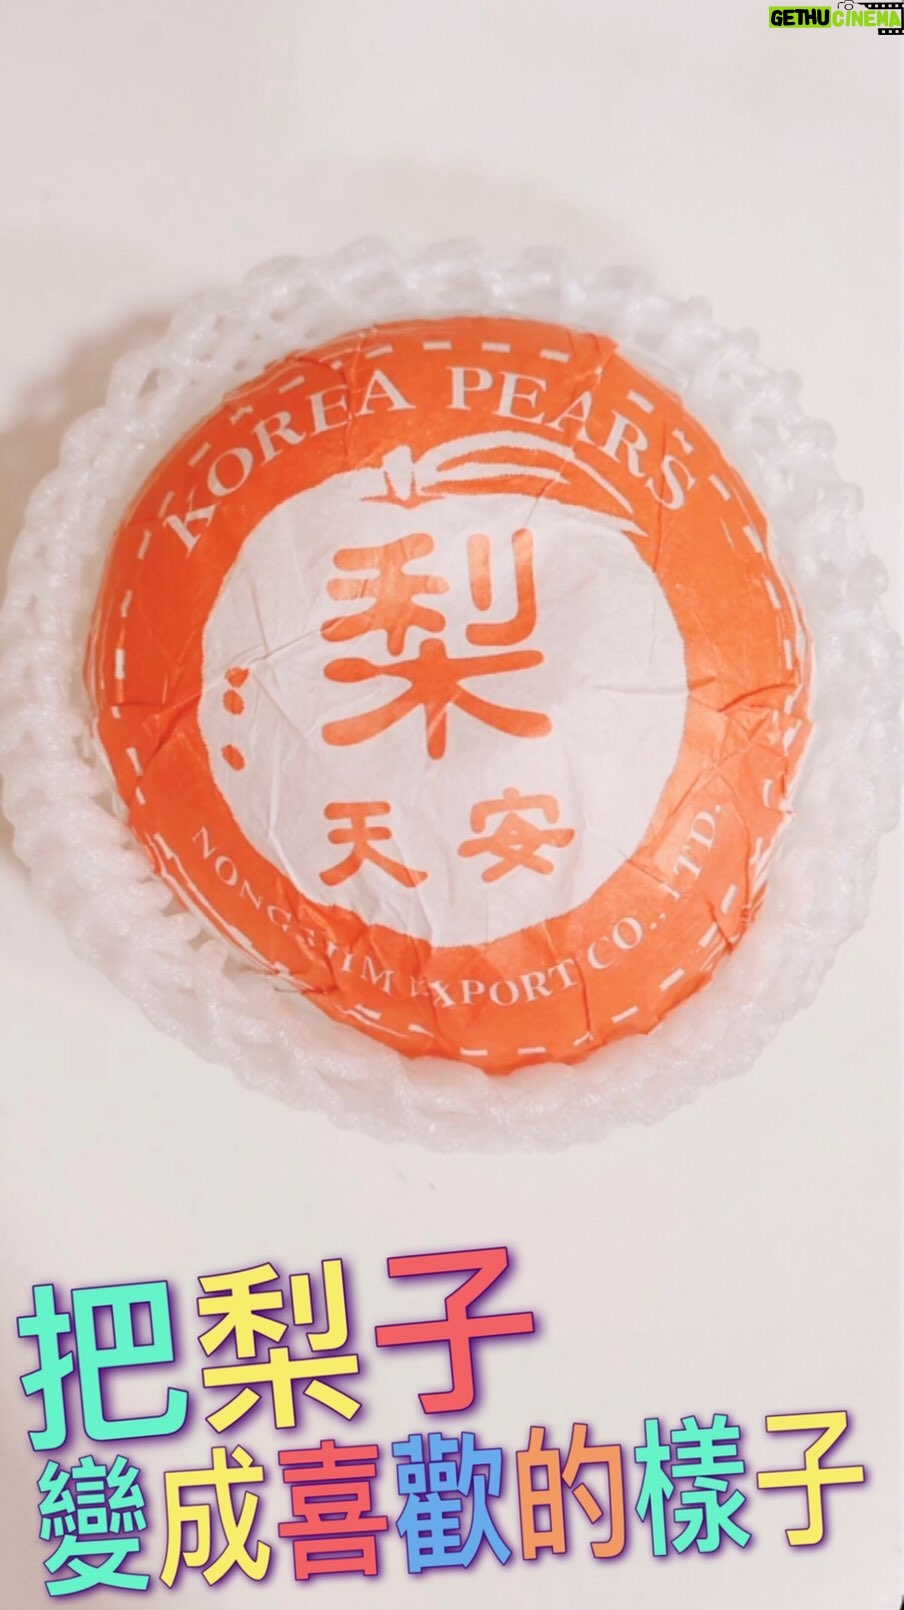 GETHU CINEMA
KOREA PEARS
梨
天安
EXPORT CO., LTD.
把梨子
變成喜歡的樣子